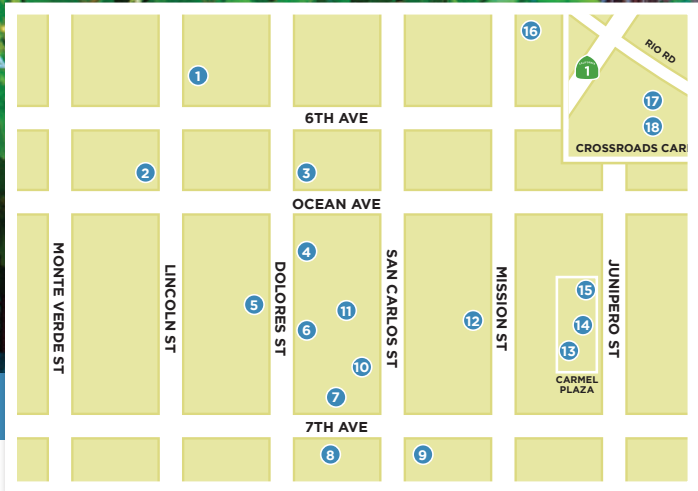 16
RIO RD
1
1
17
18
6TH AVE
CROSSROADS CAR
2
3
OCEAN AVE
MONTE VERDE ST
LINCOLN ST
DOLORES ST
SAN CARLOS ST
MISSION ST
JUNIPERO ST
4
5
11
6
12
10
7
15
14
13
CARMEL
PLAZA
7TH AVE
8
9